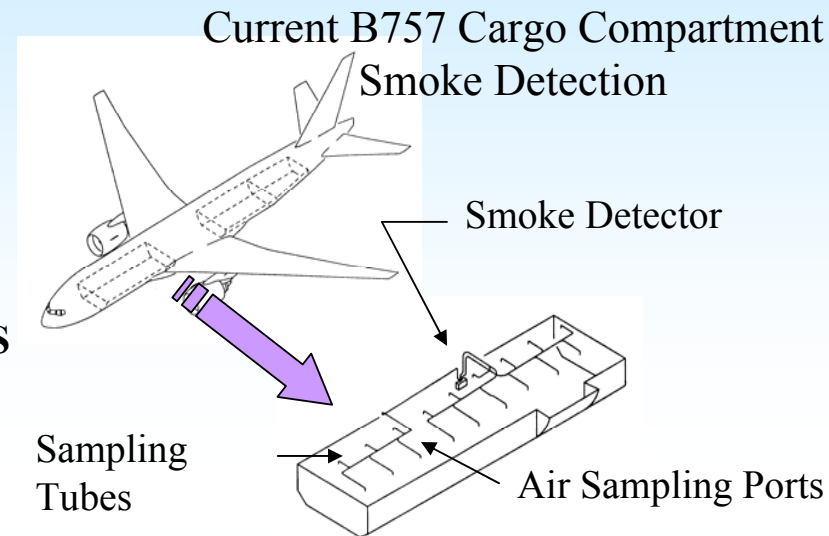 Current B757 Cargo Compartment
Smoke Detection
Smoke Detector
s
Sampling
Tubes
Air Sampling Ports